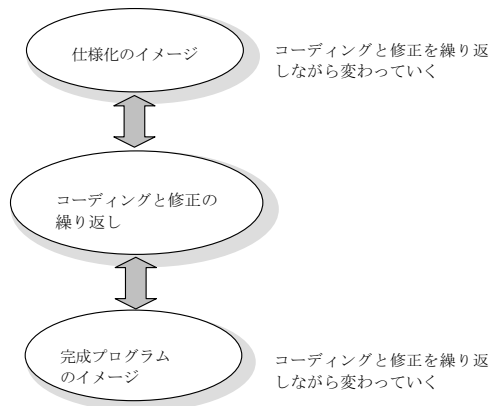 仕様化のイメージ
コーディングと修正を繰り返
しながら変わっていく
コーディングと修正の
繰り返し
完成プログラム
のイメージ
コーディングと修正を繰り返
しながら変わっていく